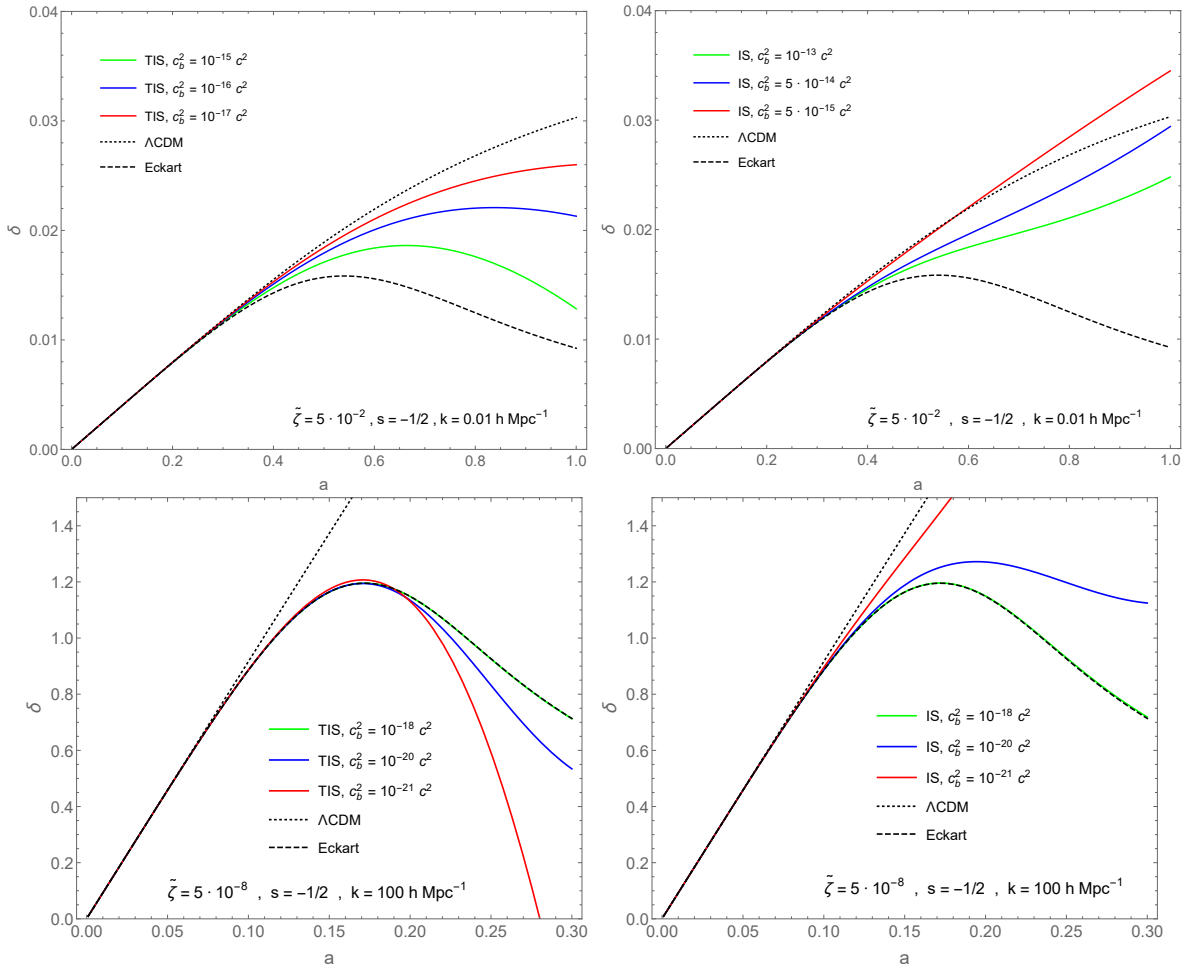 0.04
0.03
0.02
0.01
0.00
δ
TIS, c_b^2 = 10^{-15} c^2
TIS, c_b^2 = 10^{-16} c^2
TIS, c_b^2 = 10^{-17} c^2
ΛCDM
Eckart
ζ̃ = 5 · 10^{-2} , s = −1/2 , k = 0.01 h Mpc^{-1}
0.0 0.2 0.4 0.6 0.8 1.0
a
0.04
0.03
0.02
0.01
0.00
δ
IS, c_b^2 = 10^{-13} c^2
IS, c_b^2 = 5 · 10^{-14} c^2
IS, c_b^2 = 5 · 10^{-15} c^2
ΛCDM
Eckart
ζ̃ = 5 · 10^{-2} , s = −1/2 , k = 0.01 h Mpc^{-1}
0.0 0.2 0.4 0.6 0.8 1.0
a
1.4
1.2
1.0
0.8
0.6
0.4
0.2
0.0
δ
TIS, c_b^2 = 10^{-18} c^2
TIS, c_b^2 = 10^{-20} c^2
TIS, c_b^2 = 10^{-21} c^2
ΛCDM
Eckart
ζ̃ = 5 · 10^{-8} , s = −1/2 , k = 100 h Mpc^{-1}
0.00 0.05 0.10 0.15 0.20 0.25 0.30
a
1.4
1.2
1.0
0.8
0.6
0.4
0.2
0.0
δ
IS, c_b^2 = 10^{-18} c^2
IS, c_b^2 = 10^{-20} c^2
IS, c_b^2 = 10^{-21} c^2
ΛCDM
Eckart
ζ̃ = 5 · 10^{-8} , s = −1/2 , k = 100 h Mpc^{-1}
0.00 0.05 0.10 0.15 0.20 0.25 0.30
a